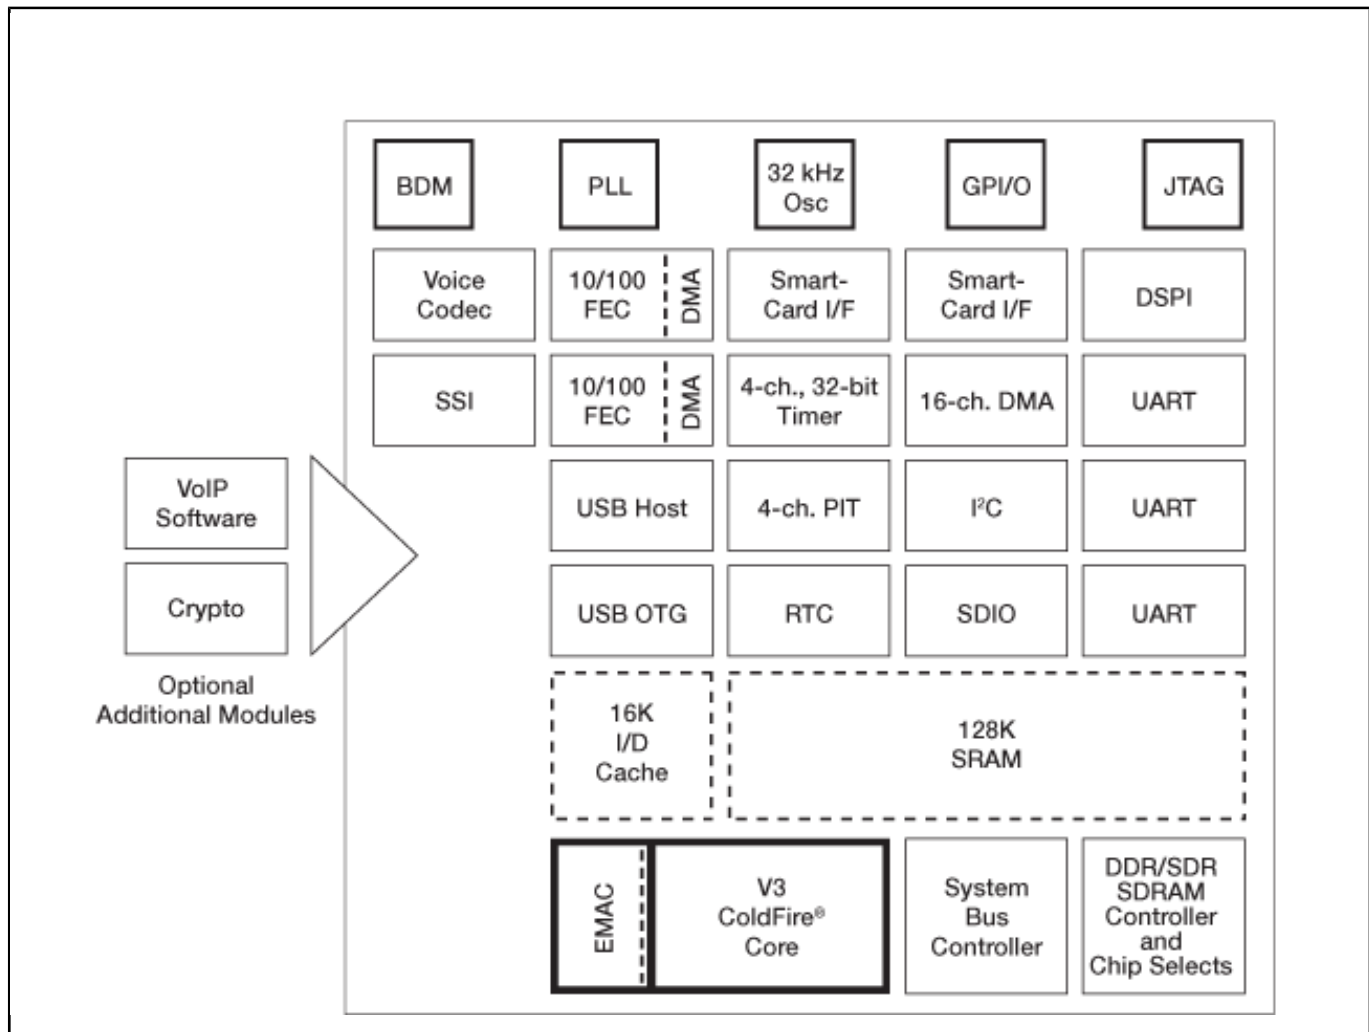 BDM
PLL
32 kHz
Osc
GPI/O
JTAG
Voice
Codec
10/100
FEC
DMA
Smart-
Card I/F
Smart-
Card I/F
DSPI
SSI
10/100
FEC
DMA
4-ch., 32-bit
Timer
16-ch. DMA
UART
VoIP
Software
USB Host
4-ch. PIT
I²C
UART
Crypto
USB OTG
RTC
SDIO
UART
Optional
Additional Modules
16K
I/D
Cache
128K
SRAM
EMAC
V3
ColdFire®
Core
System
Bus
Controller
DDR/SDR
SDRAM
Controller
and
Chip Selects